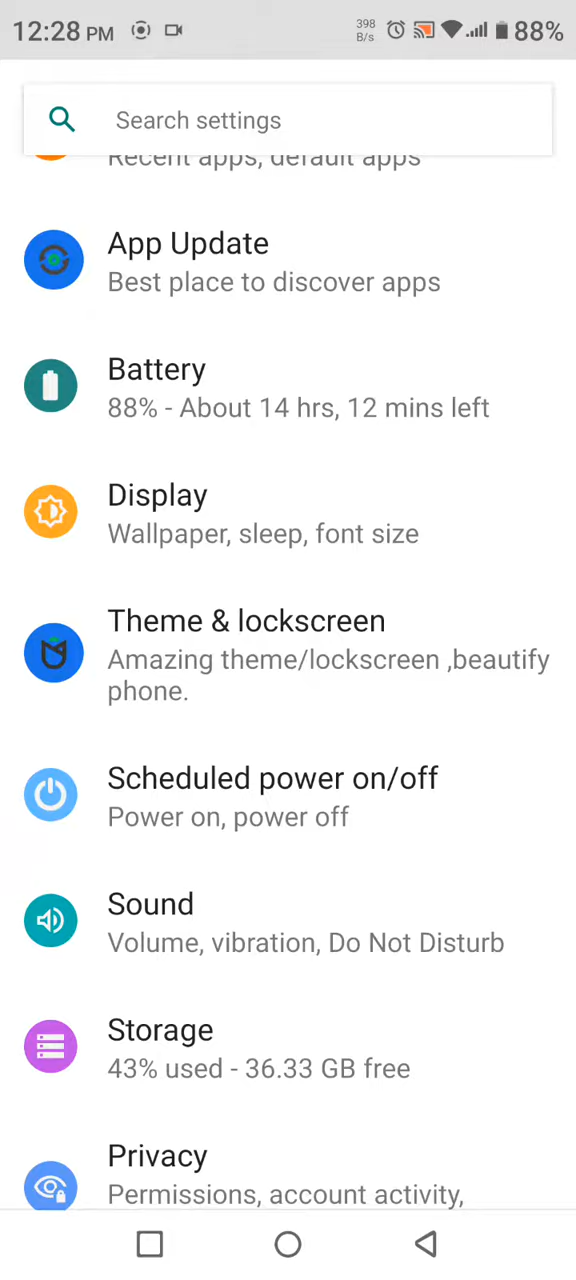 12:28 PM
398 B/s
88%
Search settings
Recent apps, default apps
App Update
Best place to discover apps
Battery
88% - About 14 hrs, 12 mins left
Display
Wallpaper, sleep, font size
Theme & lockscreen
Amazing theme/lockscreen ,beautify
phone.
Scheduled power on/off
Power on, power off
Sound
Volume, vibration, Do Not Disturb
Storage
43% used - 36.33 GB free
Privacy
Permissions, account activity,